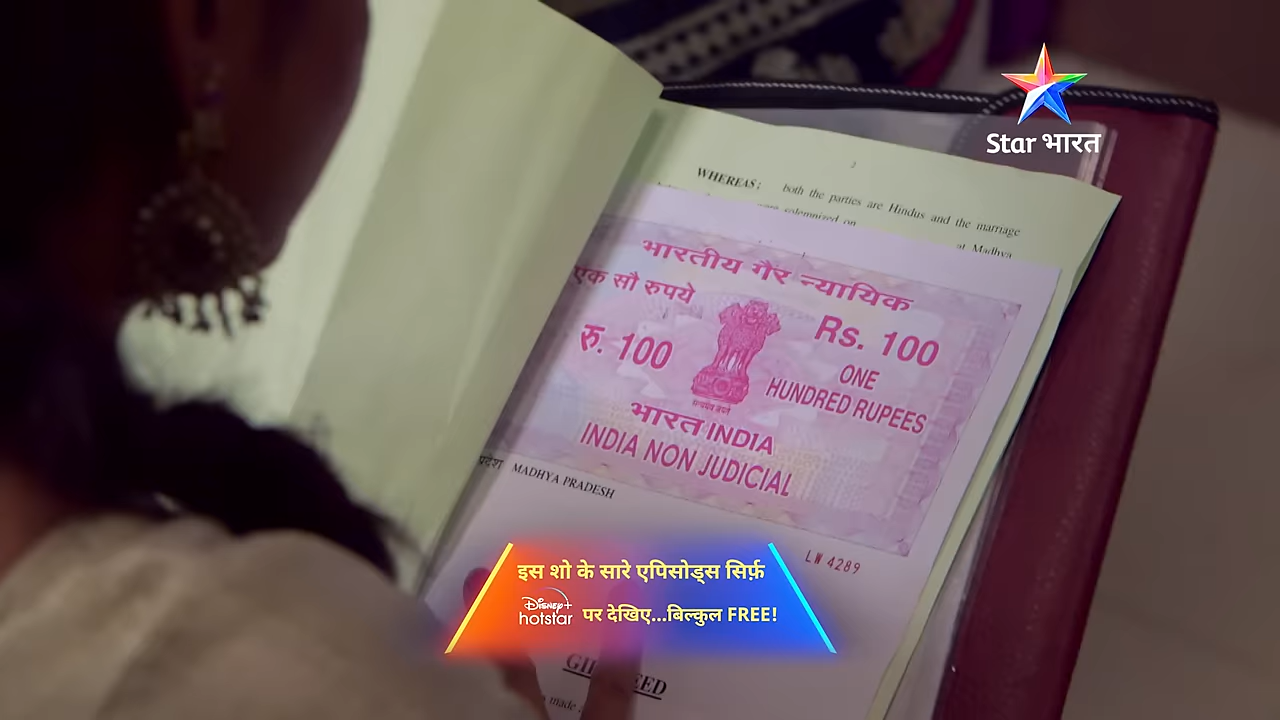 Star भारत
2
WHEREAS: both the parties are Hindus and the marriage
solemnized on
at Madhya
भारतीय गैर न्यायिक
एक सौ रुपये
रु. 100
Rs. 100
ONE
HUNDRED RUPEES
सत्यमेव जयते
भारत INDIA
INDIA NON JUDICIAL
प्रदेश MADHYA PRADESH
LW 4289
इस शो के सारे एपिसोड्स सिर्फ़
Disney+
hotstar पर देखिए...बिल्कुल FREE!
made